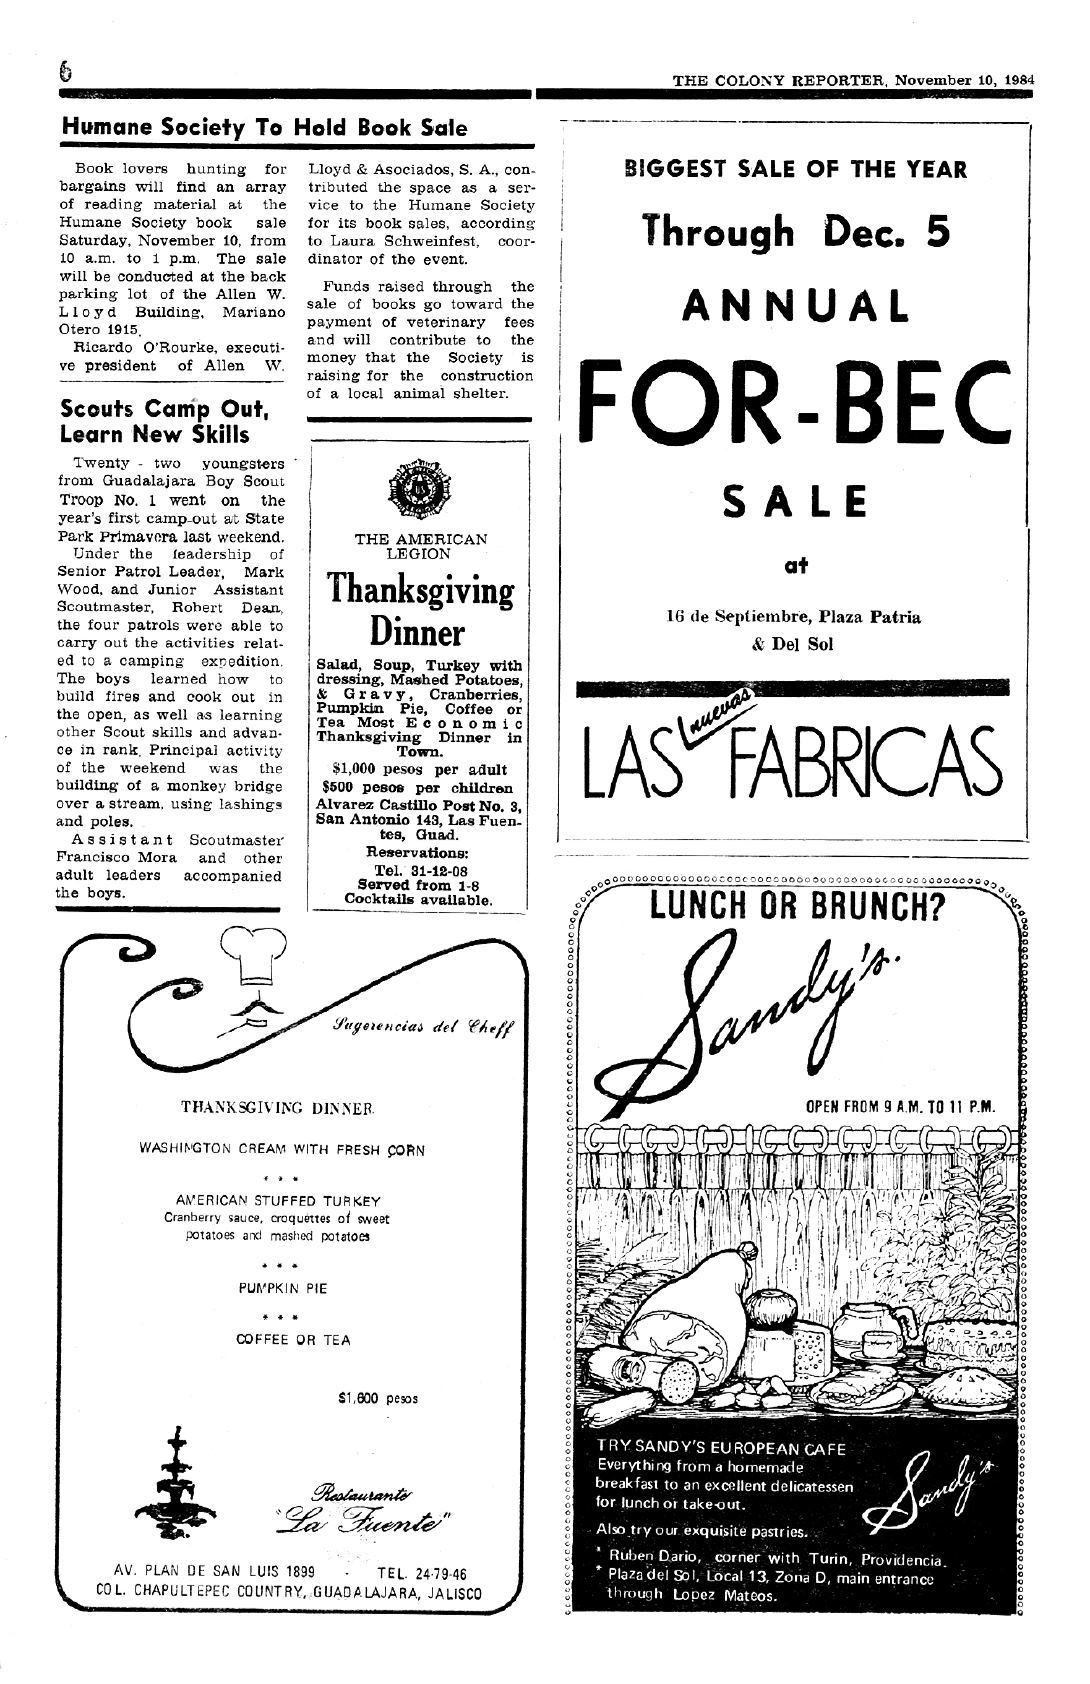 6
THE COLONY REPORTER, November 10, 1984
Humane Society To Hold Book Sale
Book lovers hunting for
bargains will find an array
of reading material at the
Humane Society book sale
Saturday, November 10, from
10 a.m. to 1 p.m. The sale
will be conducted at the back
parking lot of the Allen W.
Lloyd Building, Mariano
Otero 1915.
Ricardo O'Rourke, executi-
ve president of Allen W.
Lloyd & Asociados, S. A., con-
tributed the space as a ser-
vice to the Humane Society
for its book sales, according
to Laura Schweinfest, coor-
dinator of the event.
Funds raised through the
sale of books go toward the
payment of veterinary fees
and will contribute to the
money that the Society is
raising for the construction
of a local animal shelter.
Scouts Camp Out,
Learn New Skills
Twenty - two youngsters
from Guadalajara Boy Scout
Troop No. 1 went on the
year's first camp-out at State
Park Primavera last weekend.
Under the leadership of
Senior Patrol Leader, Mark
Wood, and Junior Assistant
Scoutmaster, Robert Dean,
the four patrols were able to
carry out the activities relat-
ed to a camping expedition.
The boys learned how to
build fires and cook out in
the open, as well as learning
other Scout skills and advan-
ce in rank. Principal activity
of the weekend was the
building of a monkey bridge
over a stream, using lashings
and poles.
Assistant Scoutmaster
Francisco Mora and other
adult leaders accompanied
the boys.
THE AMERICAN
LEGION
Thanksgiving
Dinner
Salad, Soup, Turkey with
dressing, Mashed Potatoes,
& Gravy, Cranberries,
Pumpkin Pie, Coffee or
Tea Most Economic
Thanksgiving Dinner in
Town.
$1,000 pesos per adult
$500 pesos per children
Alvarez Castillo Post No. 3,
San Antonio 143, Las Fuen-
tes, Guad.
Reservations:
Tel. 31-12-08
Served from 1-8
Cocktails available.
BIGGEST SALE OF THE YEAR
Through Dec. 5
ANNUAL
FOR-BEC
SALE
at
16 de Septiembre, Plaza Patria
& Del Sol
LAS nuevas FABRICAS
Sugerencias del Cheff
THANKSGIVING DINNER
WASHINGTON CREAM WITH FRESH CORN
* * *
AMERICAN STUFFED TURKEY
Cranberry sauce, croquettes of sweet
potatoes and mashed potatoes
* * *
PUMPKIN PIE
* * *
COFFEE OR TEA
$1,600 pesos
Restaurante
"La Fuente"
AV. PLAN DE SAN LUIS 1899 - TEL. 24-79-46
COL. CHAPULTEPEC COUNTRY, GUADALAJARA, JALISCO
LUNCH OR BRUNCH?
Sandy's.
OPEN FROM 9 A.M. TO 11 P.M.
TRY SANDY'S EUROPEAN CAFE
Everything from a homemade
breakfast to an excellent delicatessen
for lunch or take-out.
Sandy's
Also try our exquisite pastries.
* Ruben Dario, corner with Turin, Providencia.
* Plaza del Sol, Local 13, Zona D, main entrance
through Lopez Mateos.